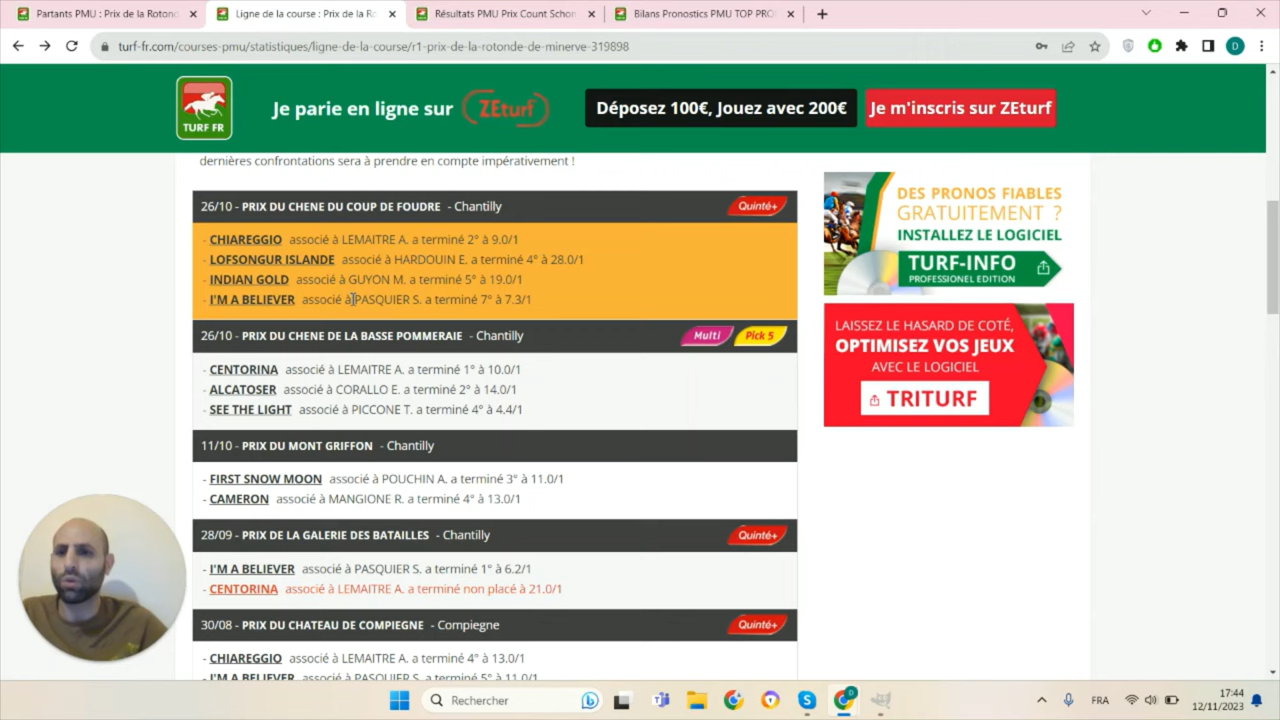 Partants PMU : Prix de la Rotond
Ligne de la course : Prix de la Ro
Résultats PMU Prix Count Schom
Bilans Pronostics PMU TOP PRO
turf-fr.com/courses-pmu/statistiques/ligne-de-la-course/r1-prix-de-la-rotonde-de-minerve-319898
D
TURF FR
Je parie en ligne sur ZEturf
Déposez 100€, Jouez avec 200€
Je m'inscris sur ZEturf
dernières confrontations sera à prendre en compte impérativement !
26/10 - PRIX DU CHENE DU COUP DE FOUDRE - Chantilly Quinté+
- CHIAREGGIO associé à LEMAITRE A. a terminé 2° à 9.0/1
- LOFSONGUR ISLANDE associé à HARDOUIN E. a terminé 4° à 28.0/1
- INDIAN GOLD associé à GUYON M. a terminé 5° à 19.0/1
- I'M A BELIEVER associé à PASQUIER S. a terminé 7° à 7.3/1
26/10 - PRIX DU CHENE DE LA BASSE POMMERAIE - Chantilly Multi Pick 5
- CENTORINA associé à LEMAITRE A. a terminé 1° à 10.0/1
- ALCATOSER associé à CORALLO E. a terminé 2° à 14.0/1
- SEE THE LIGHT associé à PICCONE T. a terminé 4° à 4.4/1
11/10 - PRIX DU MONT GRIFFON - Chantilly
- FIRST SNOW MOON associé à POUCHIN A. a terminé 3° à 11.0/1
- CAMERON associé à MANGIONE R. a terminé 4° à 13.0/1
28/09 - PRIX DE LA GALERIE DES BATAILLES - Chantilly Quinté+
- I'M A BELIEVER associé à PASQUIER S. a terminé 1° à 6.2/1
- CENTORINA associé à LEMAITRE A. a terminé non placé à 21.0/1
30/08 - PRIX DU CHATEAU DE COMPIEGNE - Compiegne Quinté+
- CHIAREGGIO associé à LEMAITRE A. a terminé 4° à 13.0/1
- I'M A BELIEVER associé à PASQUIER S. a terminé 5° à 11.0/1
DES PRONOS FIABLES
GRATUITEMENT ?
INSTALLEZ LE LOGICIEL
TURF-INFO
PROFESSIONEL EDITION
LAISSEZ LE HASARD DE COTÉ,
OPTIMISEZ VOS JEUX
AVEC LE LOGICIEL
TRITURF
Rechercher
FRA
17:44
12/11/2023